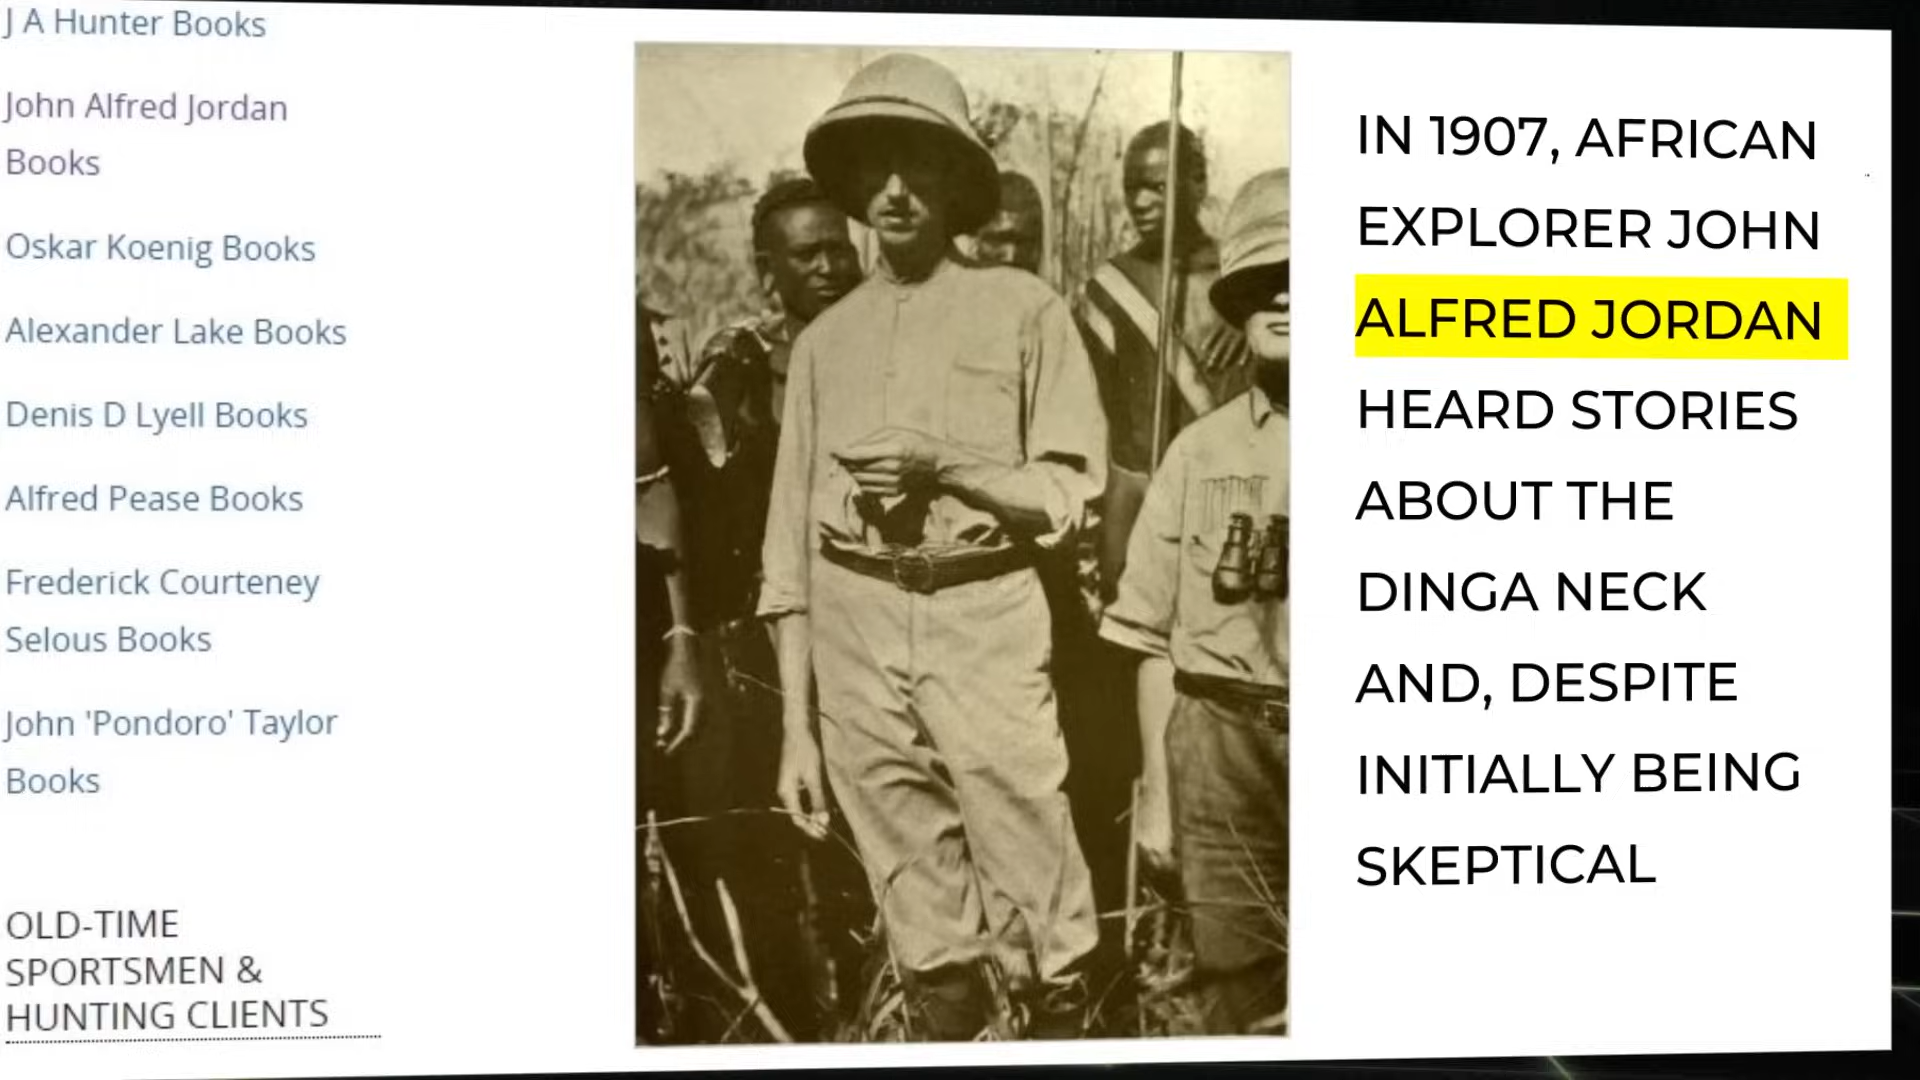 J A Hunter Books
John Alfred Jordan
Books
Oskar Koenig Books
Alexander Lake Books
Denis D Lyell Books
Alfred Pease Books
Frederick Courteney
Selous Books
John 'Pondoro' Taylor
Books
OLD-TIME
SPORTSMEN &
HUNTING CLIENTS
IN 1907, AFRICAN
EXPLORER JOHN
ALFRED JORDAN
HEARD STORIES
ABOUT THE
DINGA NECK
AND, DESPITE
INITIALLY BEING
SKEPTICAL